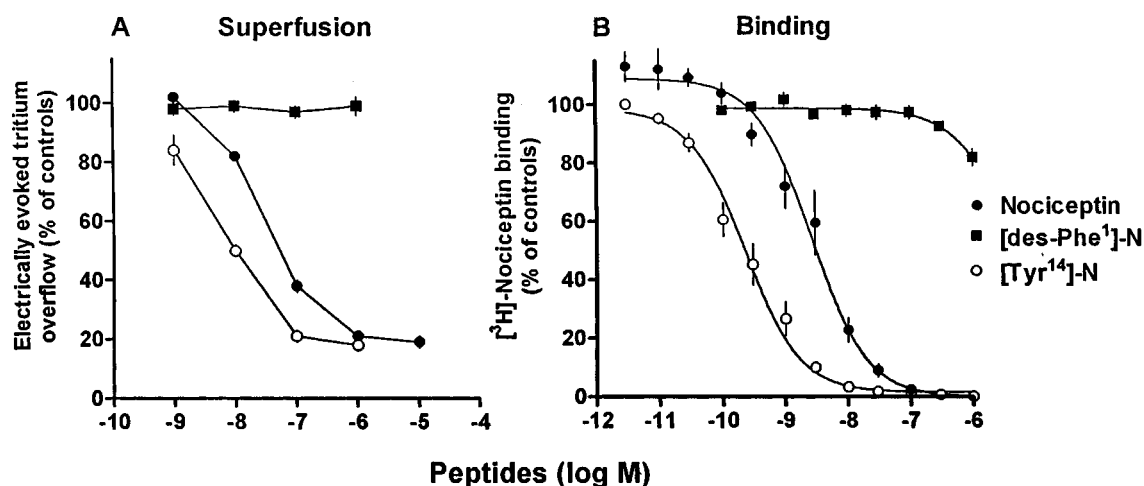 A Superfusion
Electrically evoked tritium
overflow (% of controls)
100
80
60
40
20
0
-10 -9 -8 -7 -6 -5 -4
B Binding
[³H]-Nociceptin binding
(% of controls)
100
80
60
40
20
0
-12 -11 -10 -9 -8 -7 -6
Nociceptin
[des-Phe¹]-N
[Tyr¹⁴]-N
Peptides (log M)